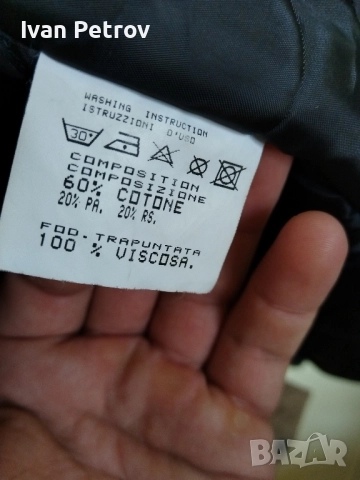 Ivan Petrov
WASHING INSTRUCTION
ISTRUZZIONI D'USO
30°
COMPOSITION
COMPOSIZIONE
60% COTONE
20% PA. 20% RS.
FOD-TRAPUNTATA
100 % VISCOSA.
BAZAR